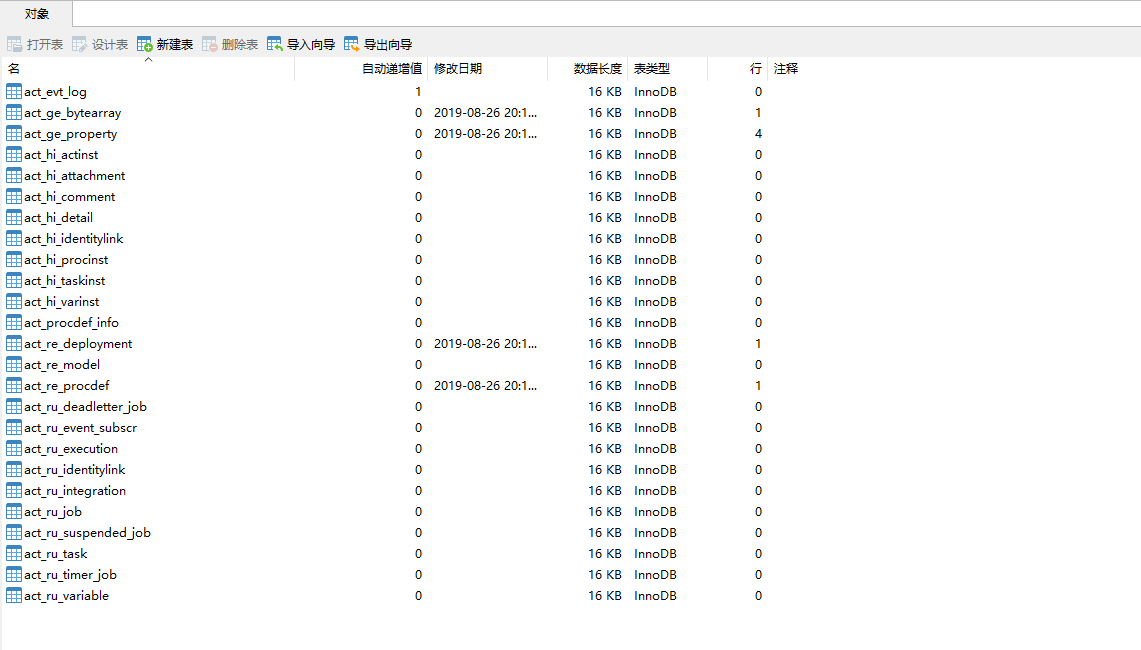 对象
打开表 设计表 新建表 删除表 导入向导 导出向导
名 自动递增值 修改日期 数据长度 表类型 行 注释
act_evt_log 1 16 KB InnoDB 0
act_ge_bytearray 0 2019-08-26 20:1... 16 KB InnoDB 1
act_ge_property 0 2019-08-26 20:1... 16 KB InnoDB 4
act_hi_actinst 0 16 KB InnoDB 0
act_hi_attachment 0 16 KB InnoDB 0
act_hi_comment 0 16 KB InnoDB 0
act_hi_detail 0 16 KB InnoDB 0
act_hi_identitylink 0 16 KB InnoDB 0
act_hi_procinst 0 16 KB InnoDB 0
act_hi_taskinst 0 16 KB InnoDB 0
act_hi_varinst 0 16 KB InnoDB 0
act_procdef_info 0 16 KB InnoDB 0
act_re_deployment 0 2019-08-26 20:1... 16 KB InnoDB 1
act_re_model 0 16 KB InnoDB 0
act_re_procdef 0 2019-08-26 20:1... 16 KB InnoDB 1
act_ru_deadletter_job 0 16 KB InnoDB 0
act_ru_event_subscr 0 16 KB InnoDB 0
act_ru_execution 0 16 KB InnoDB 0
act_ru_identitylink 0 16 KB InnoDB 0
act_ru_integration 0 16 KB InnoDB 0
act_ru_job 0 16 KB InnoDB 0
act_ru_suspended_job 0 16 KB InnoDB 0
act_ru_task 0 16 KB InnoDB 0
act_ru_timer_job 0 16 KB InnoDB 0
act_ru_variable 0 16 KB InnoDB 0